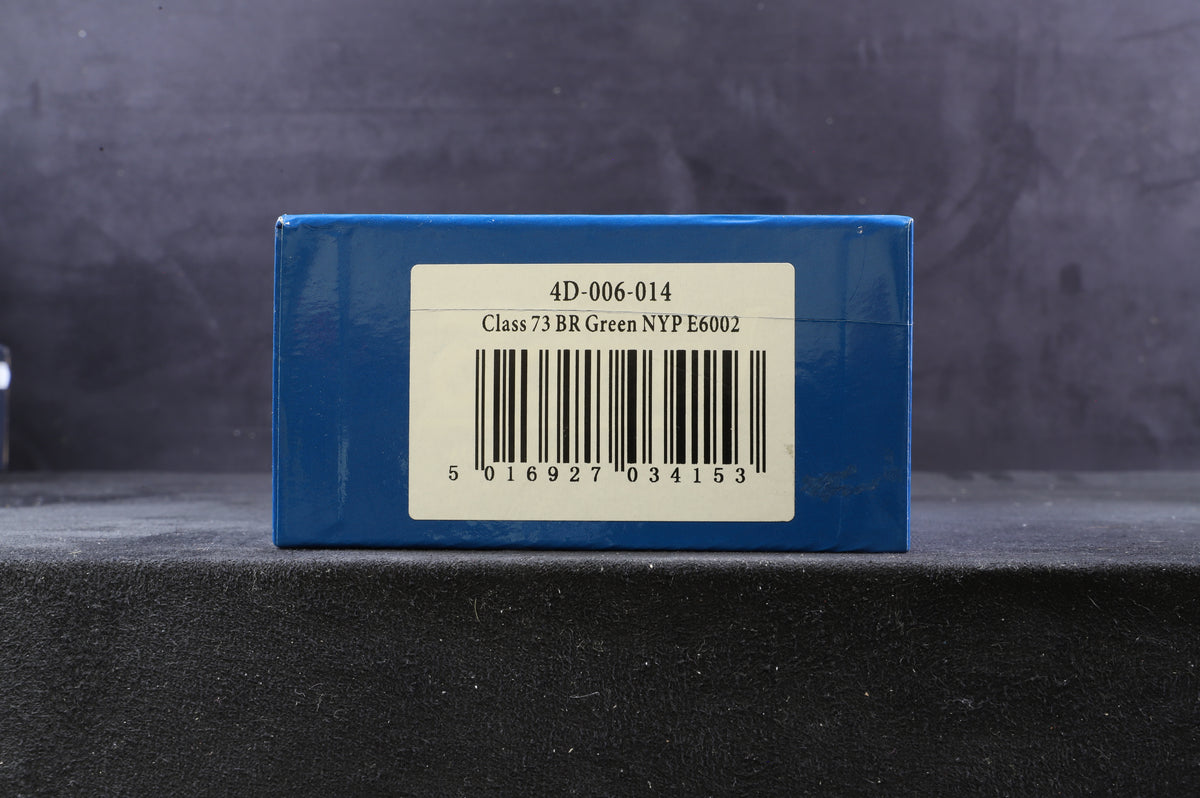 4D-006-014
Class 73 BR Green NYP E6002
5 016927 034153